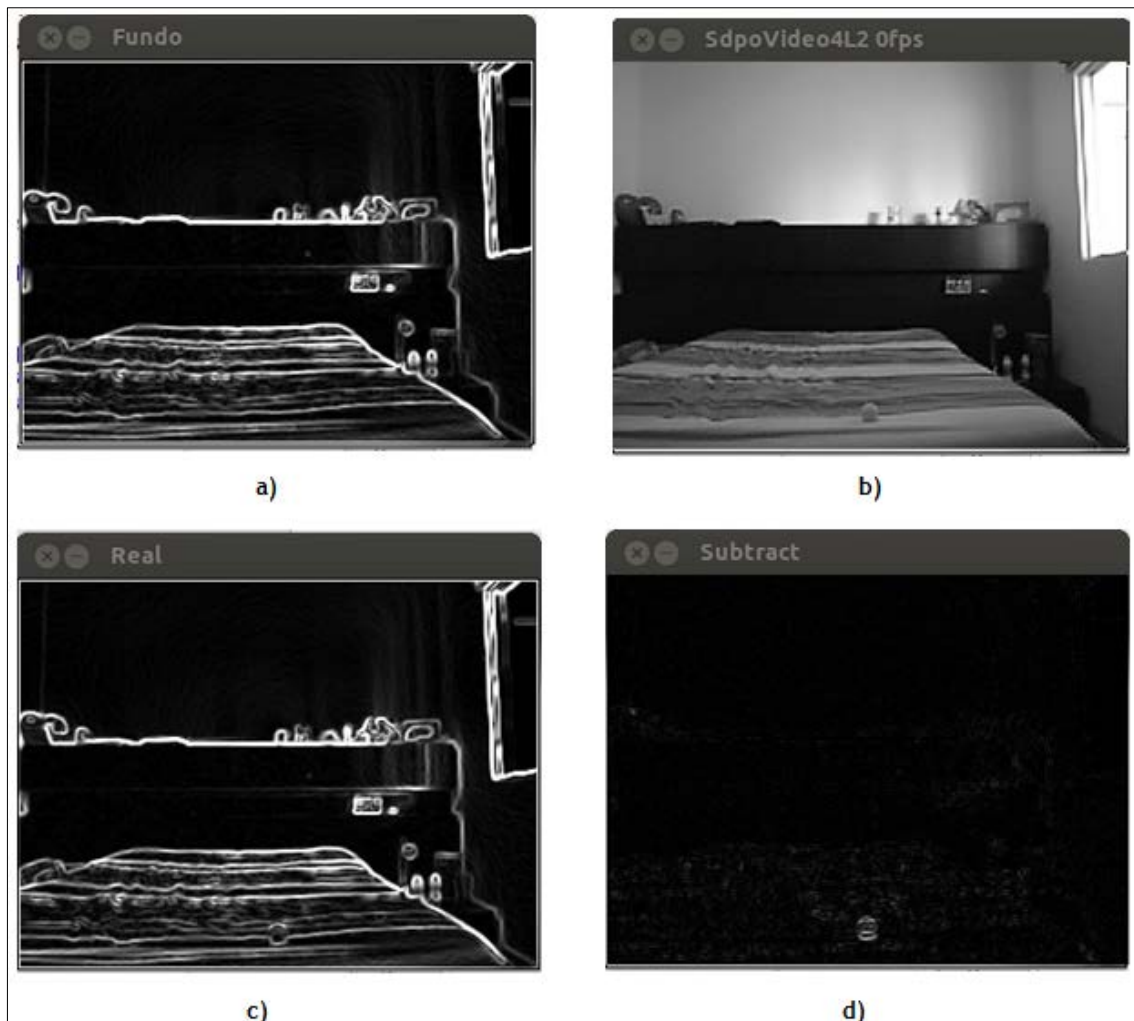 Fundo
SdpoVideo4L2 0fps
a)
b)
Real
Subtract
c)
d)